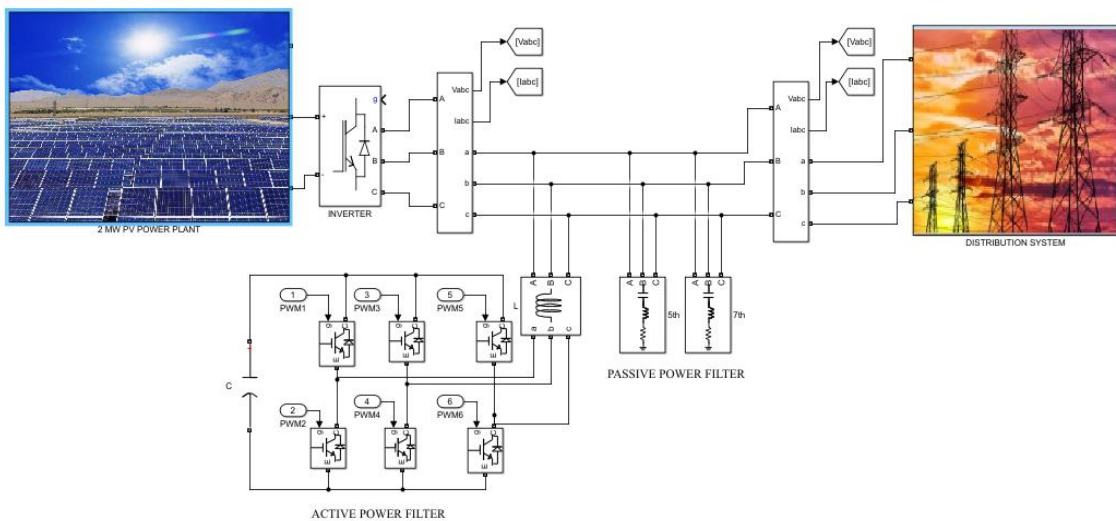 [Vabc]
[Iabc]
Vabc
Iabc
A
B
C
a
b
c
g
+
-
A
B
C
INVERTER
2 MW PV POWER PLANT
[Vabc]
[Iabc]
Vabc
Iabc
A
B
C
a
b
c
DISTRIBUTION SYSTEM
A
B
C
L
a
b
c
A
B
C
5th
A
B
C
7th
PASSIVE POWER FILTER
1
PWM1
g
C
E
3
PWM3
g
C
E
5
PWM5
g
C
E
+
C
2
PWM2
g
C
E
4
PWM4
g
C
E
6
PWM6
g
C
E
ACTIVE POWER FILTER